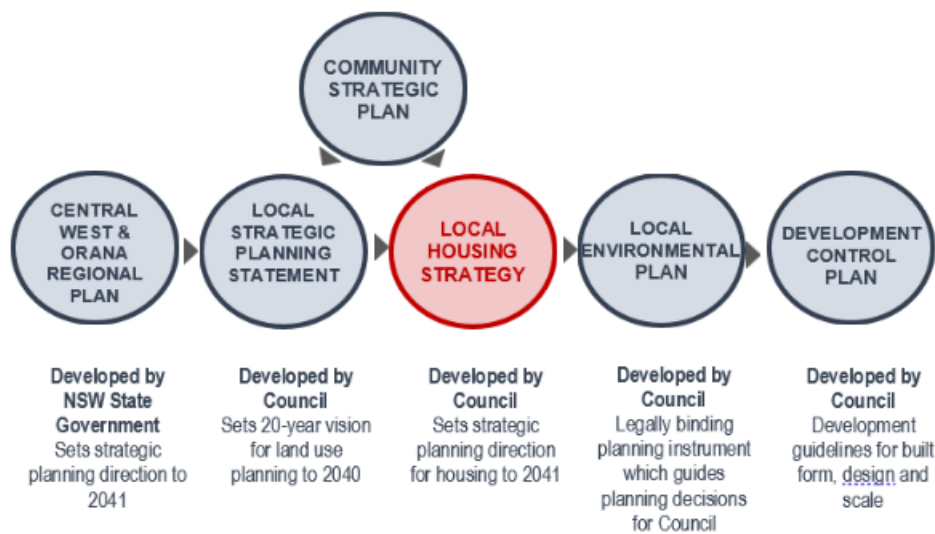 COMMUNITY
STRATEGIC
PLAN
CENTRAL
WEST &
ORANA
REGIONAL
PLAN
LOCAL
STRATEGIC
PLANNING
STATEMENT
LOCAL
HOUSING
STRATEGY
LOCAL
ENVIRONMENTAL
PLAN
DEVELOPMENT
CONTROL
PLAN
Developed by
NSW State
Government
Sets strategic
planning direction to
2041
Developed by
Council
Sets 20-year vision
for land use
planning to 2040
Developed by
Council
Sets strategic
planning direction
for housing to 2041
Developed by
Council
Legally binding
planning instrument
which guides
planning decisions
for Council
Developed by
Council
Development
guidelines for built
form, design and
scale